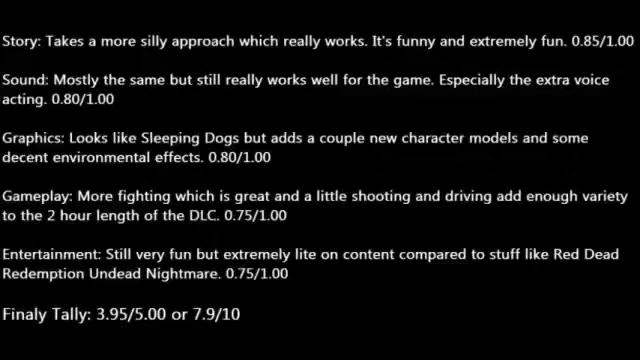 Story: Takes a more silly approach which really works. It's funny and extremely fun. 0.85/1.00
Sound: Mostly the same but still really works well for the game. Especially the extra voice
acting. 0.80/1.00
Graphics: Looks like Sleeping Dogs but adds a couple new character models and some
decent environmental effects. 0.80/1.00
Gameplay: More fighting which is great and a little shooting and driving add enough variety
to the 2 hour length of the DLC. 0.75/1.00
Entertainment: Still very fun but extremely lite on content compared to stuff like Red Dead
Redemption Undead Nightmare. 0.75/1.00
Finaly Tally: 3.95/5.00 or 7.9/10